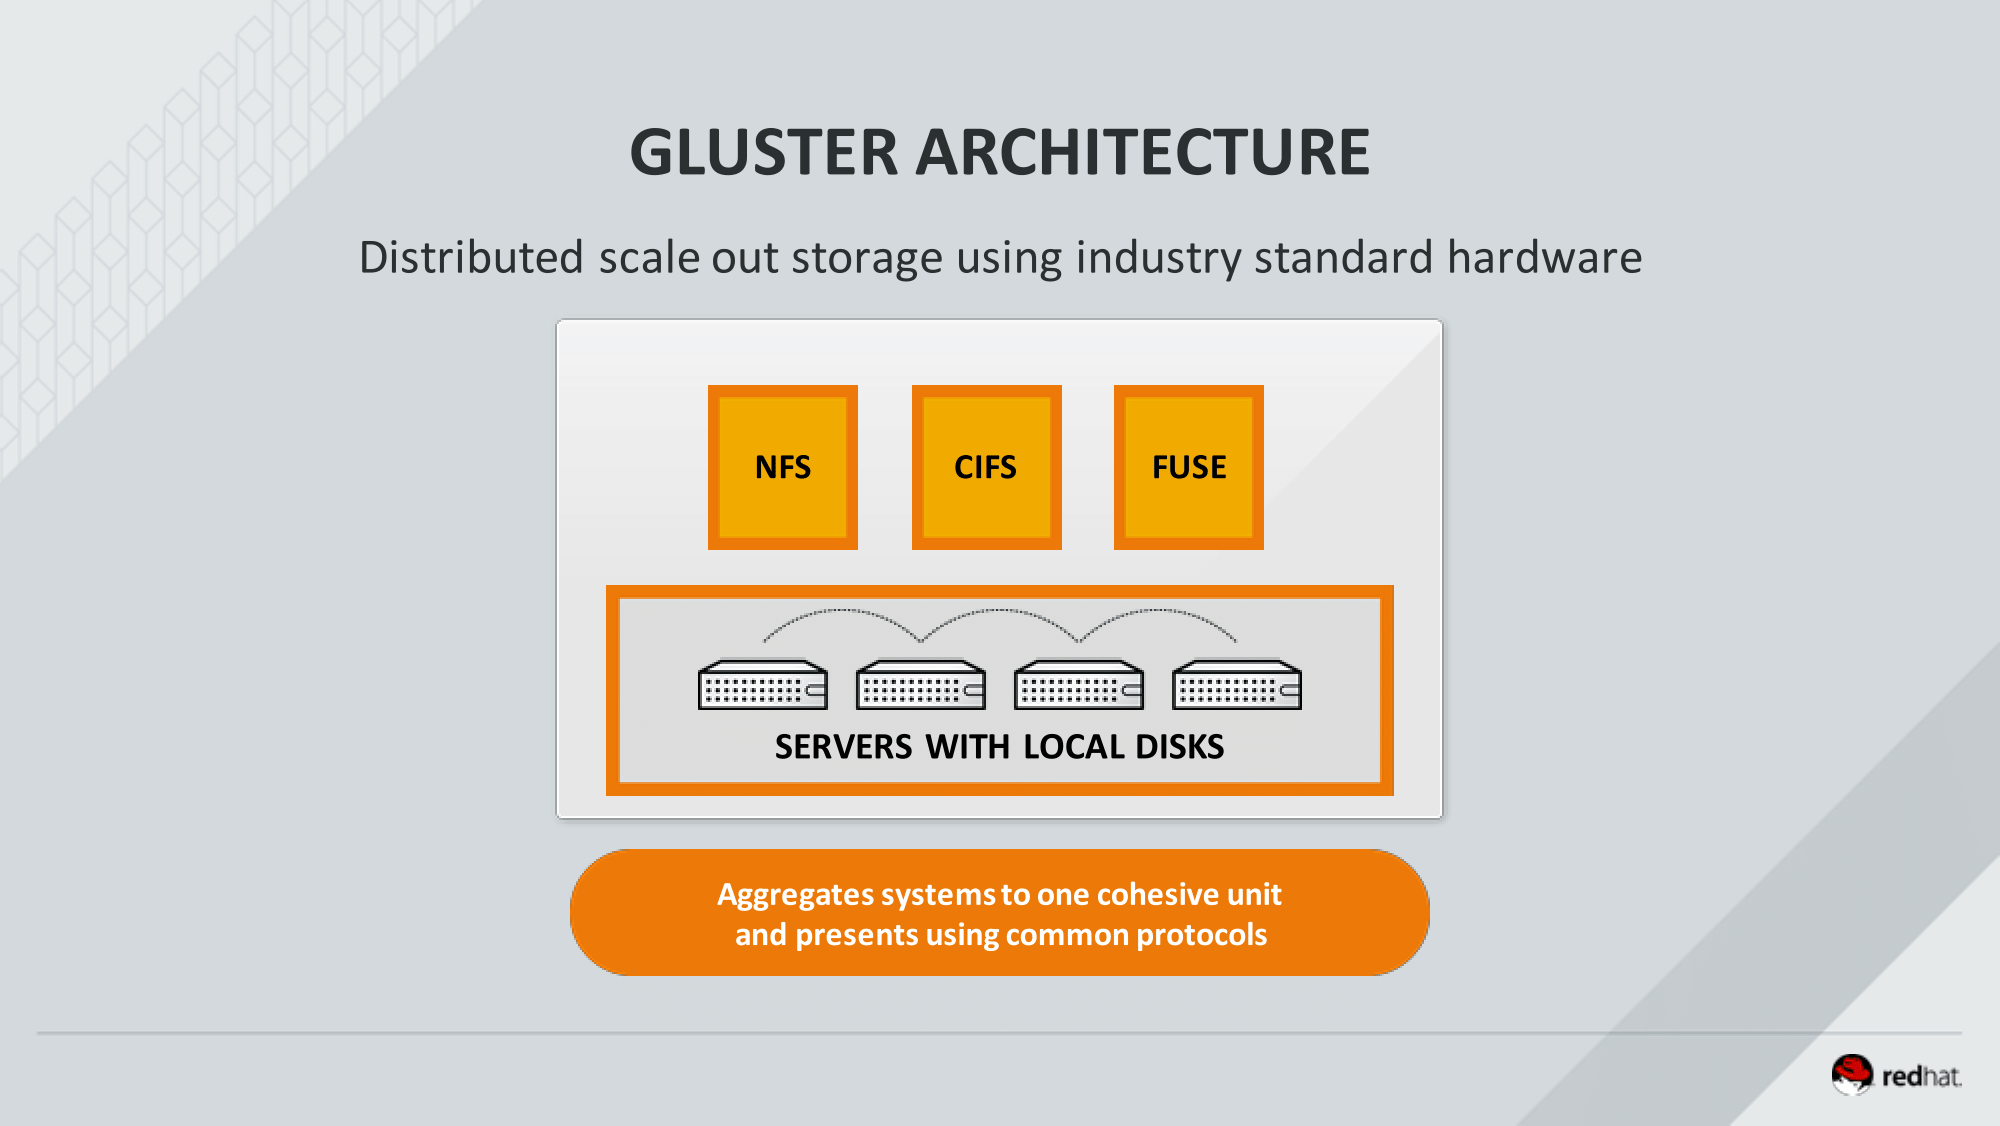 GLUSTER ARCHITECTURE
Distributed scale out storage using industry standard hardware
NFS
CIFS
FUSE
SERVERS WITH LOCAL DISKS
Aggregates systems to one cohesive unit
and presents using common protocols
redhat.